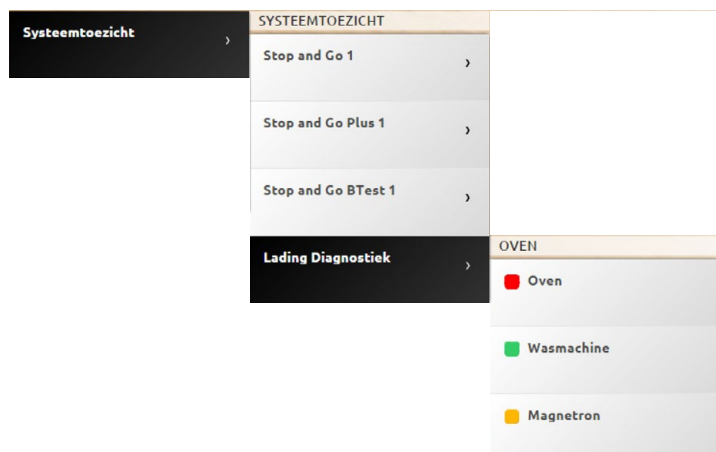 Systeemtoezicht
SYSTEEMTOEZICHT
Stop and Go 1
Stop and Go Plus 1
Stop and Go BTest 1
Lading Diagnostiek
OVEN
Oven
Wasmachine
Magnetron